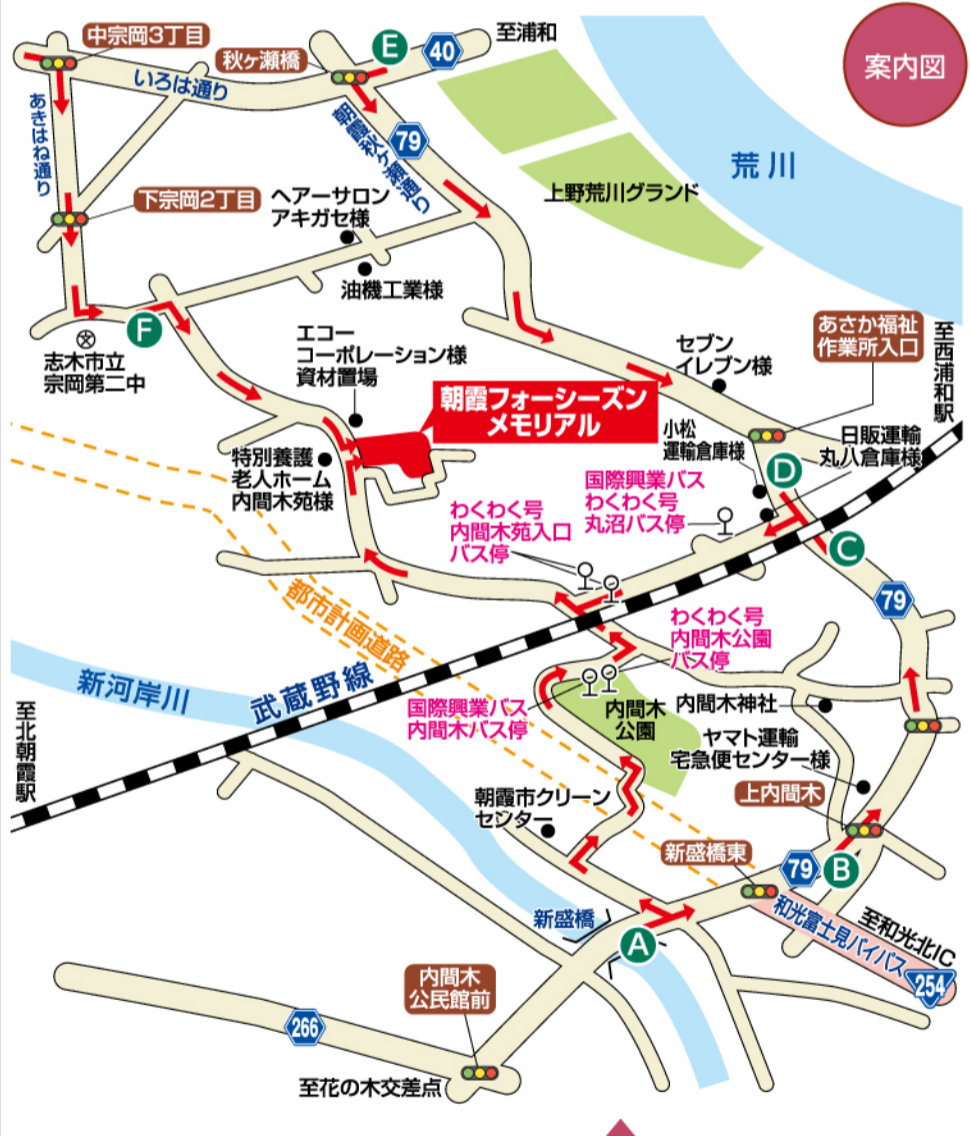 中宗岡3丁目
秋ヶ瀬橋
E
40
至浦和
案内図
いろは通り
あきはね通り
朝霞秋ヶ瀬通り
79
荒川
上野荒川グランド
下宗岡2丁目
ヘアーサロン
アキガセ様
油機工業様
F
志木市立
宗岡第二中
エコー
コーポレーション様
資材置場
セブン
イレブン様
あさか福祉
作業所入口
至西浦和駅
朝霞フォーシーズン
メモリアル
小松
運輸倉庫様
日販運輸
丸八倉庫様
特別養護
老人ホーム
内間木苑様
国際興業バス
わくわく号
丸沼バス停
D
わくわく号
内間木苑入口
バス停
C
79
都市計画道路
わくわく号
内間木公園
バス停
新河岸川
武蔵野線
国際興業バス
内間木バス停
内間木
公園
内間木神社
至北朝霞駅
ヤマト運輸
宅急便センター様
朝霞市クリーン
センター
上内間木
新盛橋東
79
B
新盛橋
A
和光富士見バイパス
至和光北IC
254
内間木
公民館前
266
至花の木交差点